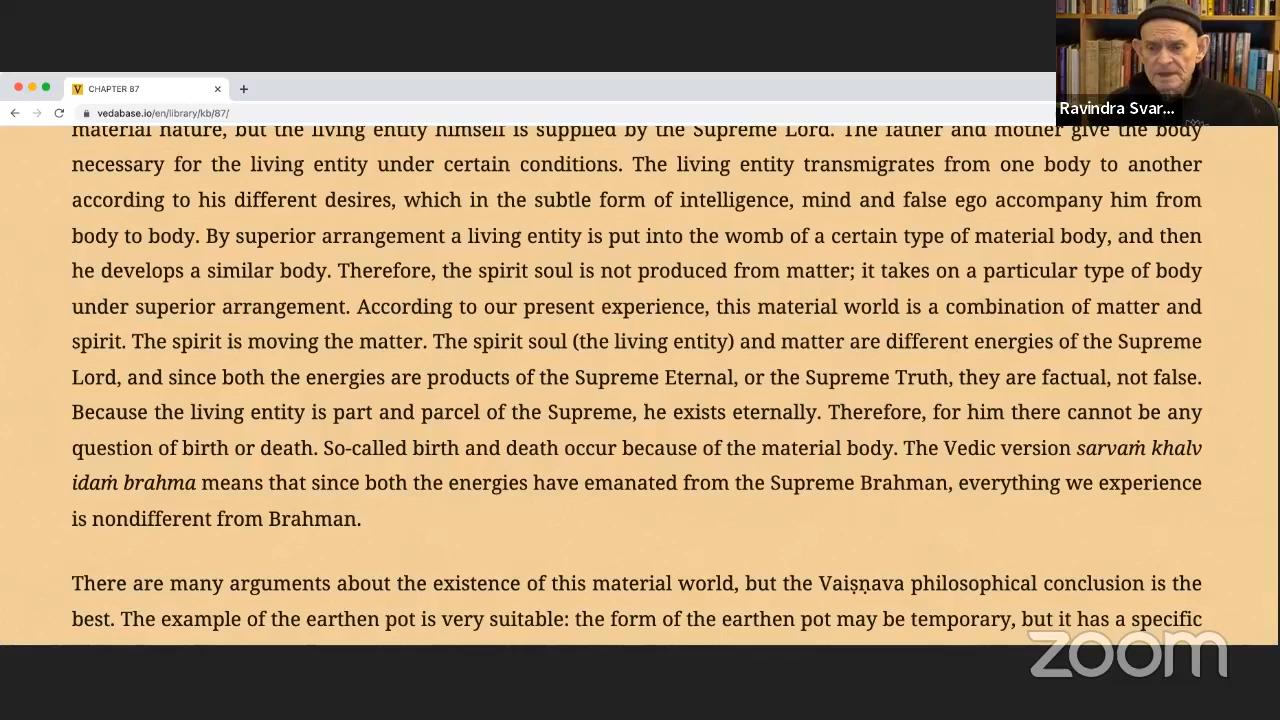 CHAPTER 87
vedabase.io/en/library/kb/87/
Ravindra Svar...
material nature, but the living entity himself is supplied by the Supreme Lord. The father and mother give the body
necessary for the living entity under certain conditions. The living entity transmigrates from one body to another
according to his different desires, which in the subtle form of intelligence, mind and false ego accompany him from
body to body. By superior arrangement a living entity is put into the womb of a certain type of material body, and then
he develops a similar body. Therefore, the spirit soul is not produced from matter; it takes on a particular type of body
under superior arrangement. According to our present experience, this material world is a combination of matter and
spirit. The spirit is moving the matter. The spirit soul (the living entity) and matter are different energies of the Supreme
Lord, and since both the energies are products of the Supreme Eternal, or the Supreme Truth, they are factual, not false.
Because the living entity is part and parcel of the Supreme, he exists eternally. Therefore, for him there cannot be any
question of birth or death. So-called birth and death occur because of the material body. The Vedic version sarvaṁ khalv
idaṁ brahma means that since both the energies have emanated from the Supreme Brahman, everything we experience
is nondifferent from Brahman.
There are many arguments about the existence of this material world, but the Vaiṣṇava philosophical conclusion is the
best. The example of the earthen pot is very suitable: the form of the earthen pot may be temporary, but it has a specific
zoom